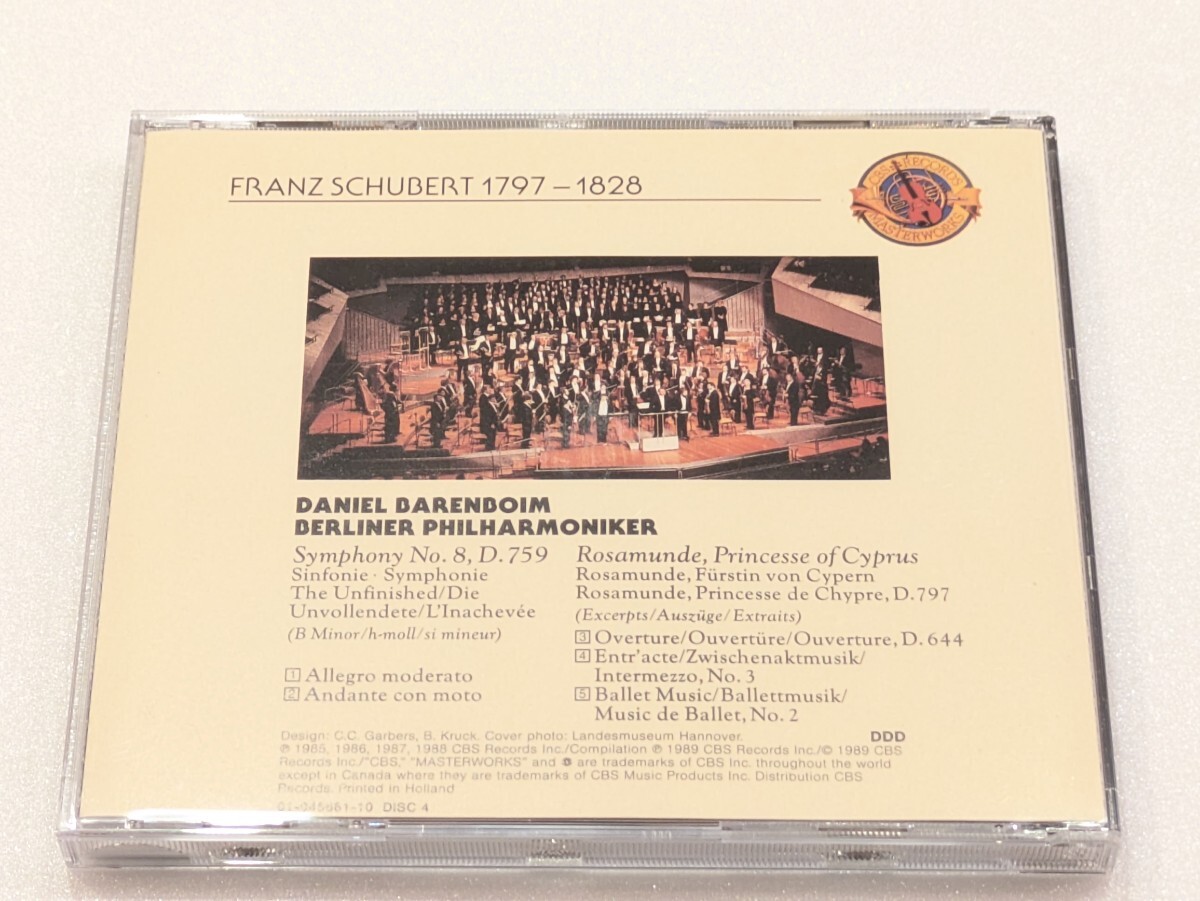 FRANZ SCHUBERT 1797 – 1828
CBS RECORDS
MASTERWORKS
DANIEL BARENBOIM
BERLINER PHILHARMONIKER
Symphony No. 8, D. 759
Sinfonie · Symphonie
The Unfinished/Die
Unvollendete/L'Inachevée
(B Minor/h-moll/si mineur)
1 Allegro moderato
2 Andante con moto
Rosamunde, Princesse of Cyprus
Rosamunde, Fürstin von Cypern
Rosamunde, Princesse de Chypre, D.797
(Excerpts/Auszüge/Extraits)
3 Overture/Ouvertüre/Ouverture, D. 644
4 Entr'acte/Zwischenaktmusik/
Intermezzo, No. 3
5 Ballet Music/Ballettmusik/
Music de Ballet, No. 2
Design: C.C. Garbers, B. Kruck. Cover photo: Landesmuseum Hannover.
DDD
℗ 1985, 1986, 1987, 1988 CBS Records Inc./Compilation ℗ 1989 CBS Records Inc./© 1989 CBS
Records Inc./"CBS," "MASTERWORKS" and are trademarks of CBS Inc. throughout the world
except in Canada where they are trademarks of CBS Music Products Inc. Distribution CBS
Records. Printed in Holland
01-045661-10 DISC 4